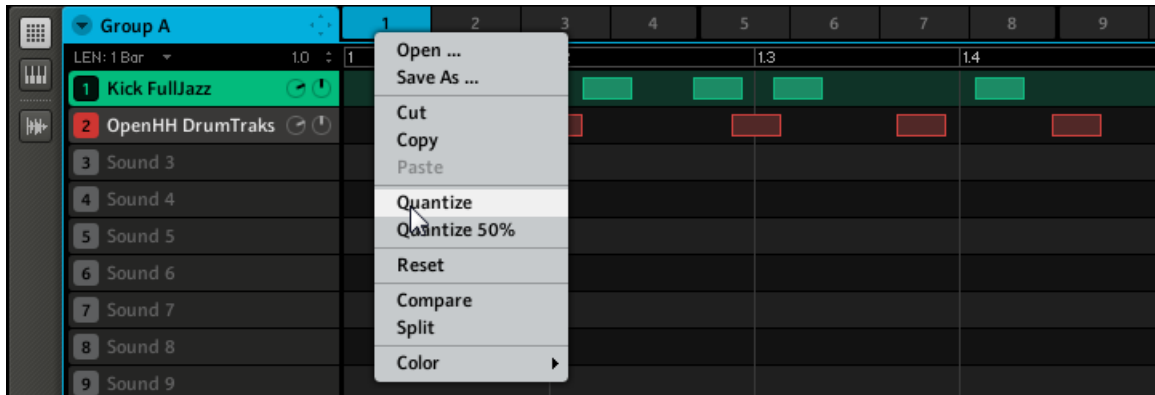 Group A 1 2 3 4 5 6 7 8 9
LEN: 1 Bar 1.0 1 1.3 1.4
Open ...
Save As ...
1 Kick FullJazz
Cut
2 OpenHH DrumTraks
Copy
3 Sound 3
Paste
4 Sound 4
Quantize
5 Sound 5
Quantize 50%
6 Sound 6
Reset
7 Sound 7
Compare
8 Sound 8
Split
9 Sound 9
Color